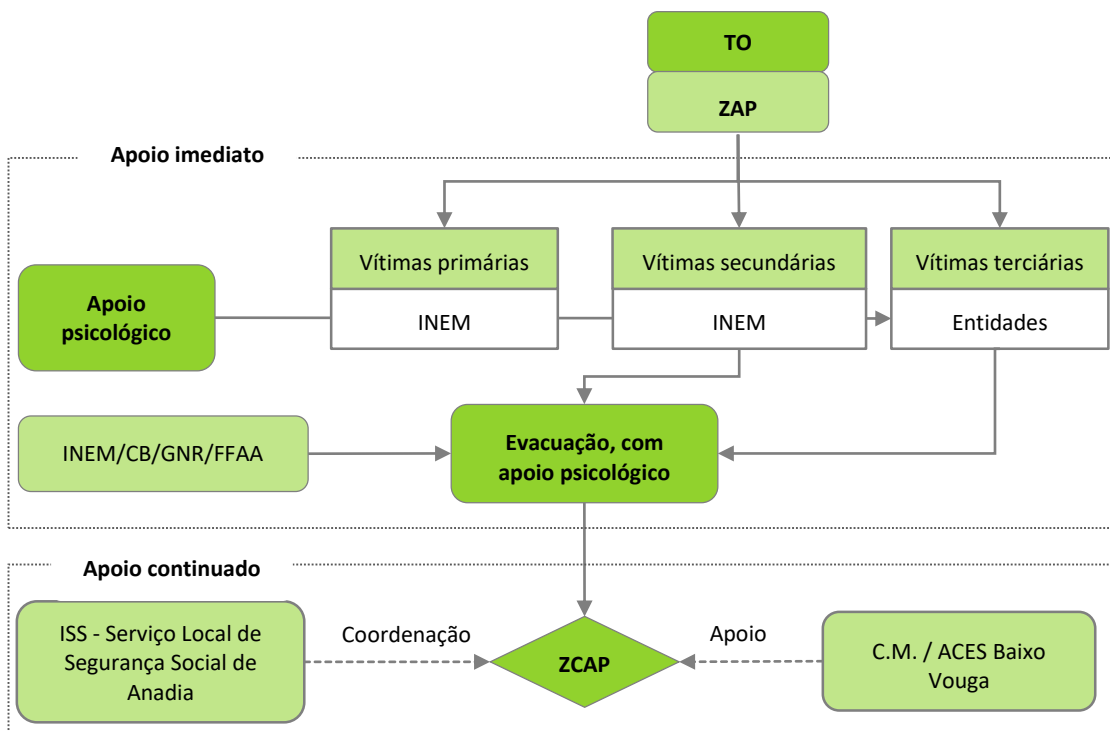 TO
ZAP
Apoio imediato
Vítimas primárias
Vítimas secundárias
Vítimas terciárias
Apoio
psicológico
INEM
INEM
Entidades
INEM/CB/GNR/FFAA
Evacuação, com
apoio psicológico
Apoio continuado
ISS - Serviço Local de
Segurança Social de
Anadia
Coordenação
ZCAP
Apoio
C.M. / ACES Baixo
Vouga